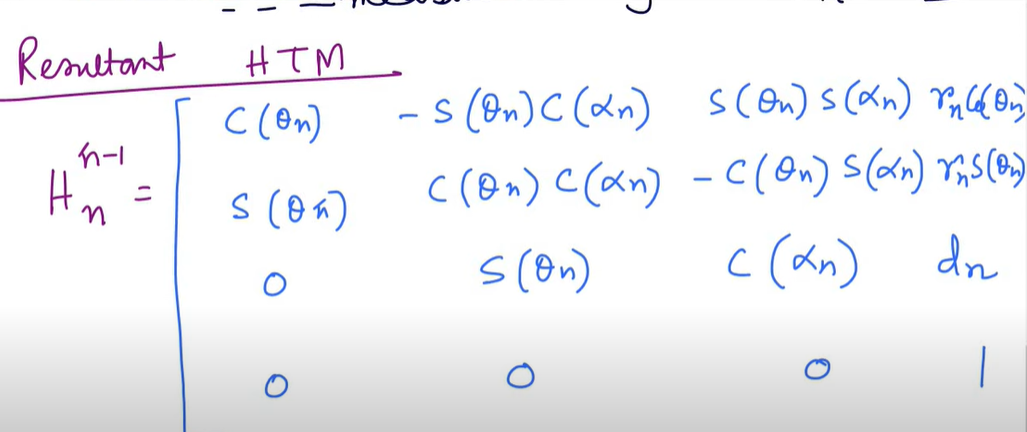 Resultant HTM
C(θn) -S(θn)C(αn) S(θn)S(αn) rnC(θn)
H n-1 n = S(θn) C(θn)C(αn) -C(θn)S(αn) rnS(θn)
0 S(θn) C(αn) dn
0 0 0 1